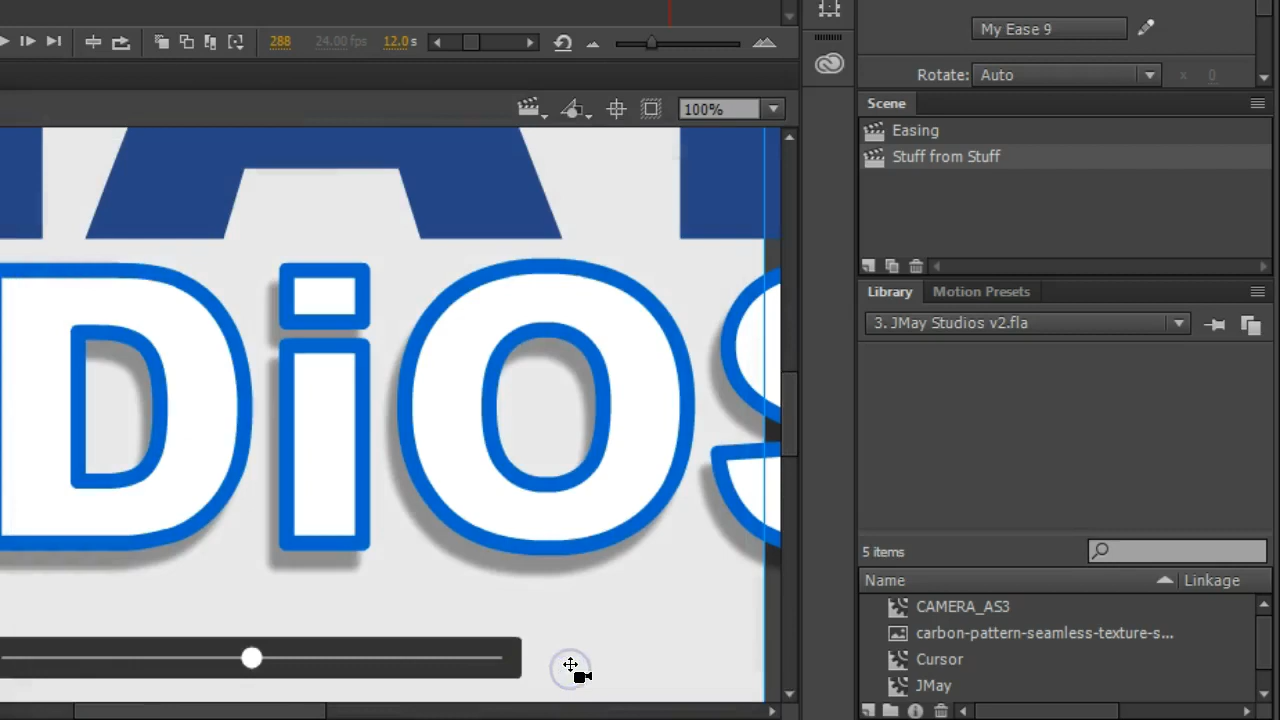 My Ease 9
288 24.00 fps 12.0 s
Rotate: Auto x 0
100%
Scene
Easing
Stuff from Stuff
DiOS
Library Motion Presets
3. JMay Studios v2.fla
5 items
Name Linkage
CAMERA_AS3
carbon-pattern-seamless-texture-s...
Cursor
JMay